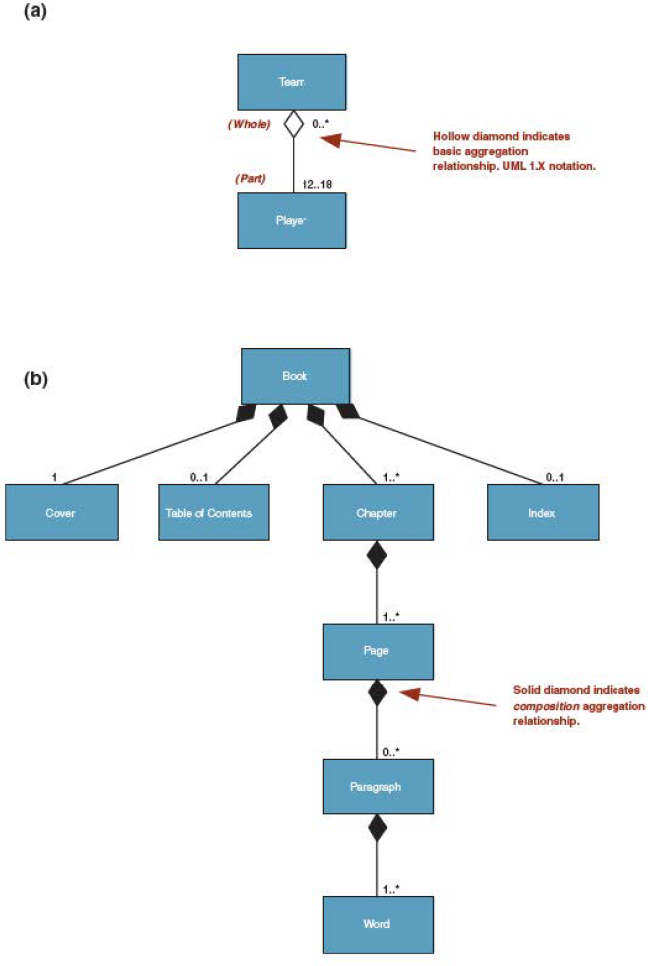 (a)
Team
(Whole)
0..*
Hollow diamond indicates
basic aggregation
relationship. UML 1.X notation.
(Part)
12..18
Player
(b)
Book
1
0..1
1..*
0..1
Cover
Table of Contents
Chapter
Index
1..*
Page
Solid diamond indicates
composition aggregation
relationship.
0..*
Paragraph
1..*
Word